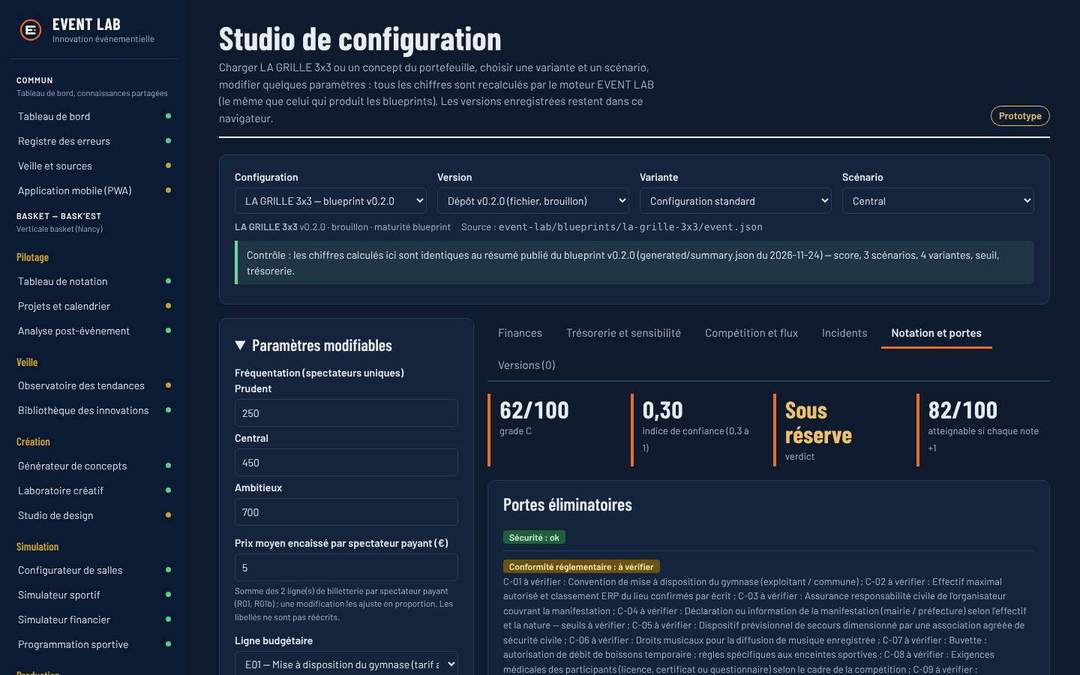 EVENT LAB
Innovation événementielle
COMMUN
Tableau de bord, connaissances partagées
Tableau de bord
Registre des erreurs
Veille et sources
Application mobile (PWA)
BASKET — BASK'EST
Verticale basket (Nancy)
Pilotage
Tableau de notation
Projets et calendrier
Analyse post-événement
Veille
Observatoire des tendances
Bibliothèque des innovations
Création
Générateur de concepts
Laboratoire créatif
Studio de design
Simulation
Configurateur de salles
Simulateur sportif
Simulateur financier
Programmation sportive
Studio de configuration
Charger LA GRILLE 3x3 ou un concept du portefeuille, choisir une variante et un scénario,
modifier quelques paramètres : tous les chiffres sont recalculés par le moteur EVENT LAB
(le même que celui qui produit les blueprints). Les versions enregistrées restent dans ce
navigateur.
Prototype
Configuration
Version
Variante
Scénario
LA GRILLE 3x3 — blueprint v0.2.0
Dépôt v0.2.0 (fichier, brouillon)
Configuration standard
Central
LA GRILLE 3x3 v0.2.0 · brouillon · maturité blueprint Source : event-lab/blueprints/la-grille-3x3/event.json
Contrôle : les chiffres calculés ici sont identiques au résumé publié du blueprint v0.2.0 (generated/summary.json du 2026-11-24) — score, 3 scénarios, 4 variantes, seuil,
trésorerie.
▼ Paramètres modifiables
Fréquentation (spectateurs uniques)
Prudent
250
Central
450
Ambitieux
700
Prix moyen encaissé par spectateur payant (€)
5
Somme des 2 ligne(s) de billetterie par spectateur payant
(R01, R01b) ; une modification les ajuste en proportion. Les
libellés ne sont pas réécrits.
Ligne budgétaire
E01 — Mise à disposition du gymnase (tarif a
Finances
Trésorerie et sensibilité
Compétition et flux
Incidents
Notation et portes
Versions (0)
62/100
grade C
0,30
indice de confiance (0,3 à
1)
Sous
réserve
verdict
82/100
atteignable si chaque note
+1
Portes éliminatoires
Sécurité : ok
Conformité réglementaire : à vérifier
C-01 à vérifier : Convention de mise à disposition du gymnase (exploitant / commune) ; C-02 à vérifier : Effectif maximal
autorisé et classement ERP du lieu confirmés par écrit ; C-03 à vérifier : Assurance responsabilité civile de l'organisateur
couvrant la manifestation ; C-04 à vérifier : Déclaration ou information de la manifestation (mairie / préfecture) selon l'effectif
et la nature — seuils à vérifier ; C-05 à vérifier : Dispositif prévisionnel de secours dimensionné par une association agréée de
sécurité civile ; C-06 à vérifier : Droits musicaux pour la diffusion de musique enregistrée ; C-07 à vérifier : Buvette :
autorisation de débit de boissons temporaire ; règles spécifiques aux enceintes sportives ; C-08 à vérifier : Exigences
médicales des participants (licence, certificat ou questionnaire) selon le cadre de la compétition ; C-09 à vérifier :